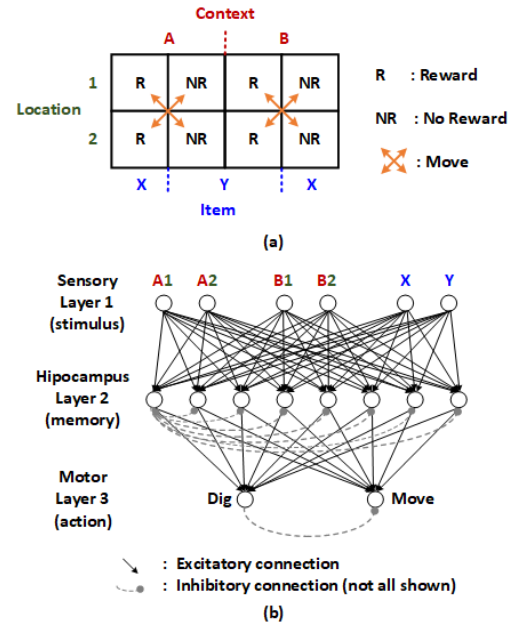 Context
A B
1 R NR R NR
Location
2 R NR R NR
X Y X
Item
R : Reward
NR : No Reward
: Move
(a)
Sensory
Layer 1
(stimulus)
A1 A2 B1 B2 X Y
Hipocampus
Layer 2
(memory)
Motor
Layer 3
(action)
Dig Move
: Excitatory connection
: Inhibitory connection (not all shown)
(b)